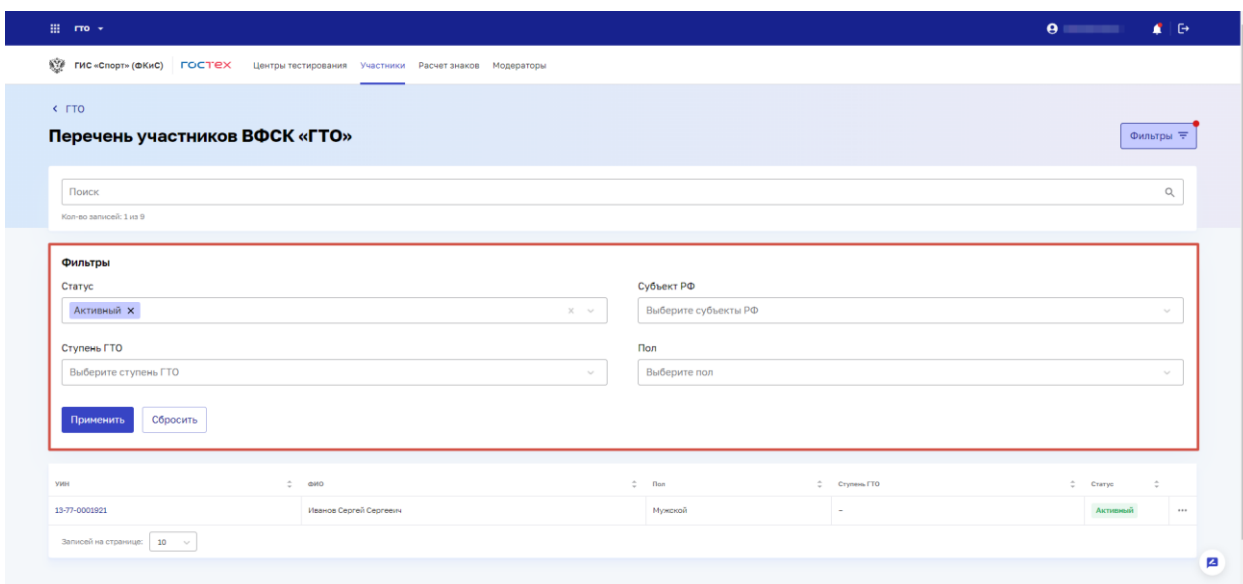 ГТО
ГИС «Спорт» (ФКиС) ГОСТЕХ Центры тестирования Участники Расчет знаков Модераторы
ГТО
Перечень участников ВФСК «ГТО»
Фильтры
Поиск
Кол-во записей: 1 из 9
Фильтры
Статус Субъект РФ
Активный Выберите субъекты РФ
Ступень ГТО Пол
Выберите ступень ГТО Выберите пол
Применить Сбросить
УИН ФИО Пол Ступень ГТО Статус
13-77-0001921 Иванов Сергей Сергеевич Мужской – Активный
Записей на странице: 10